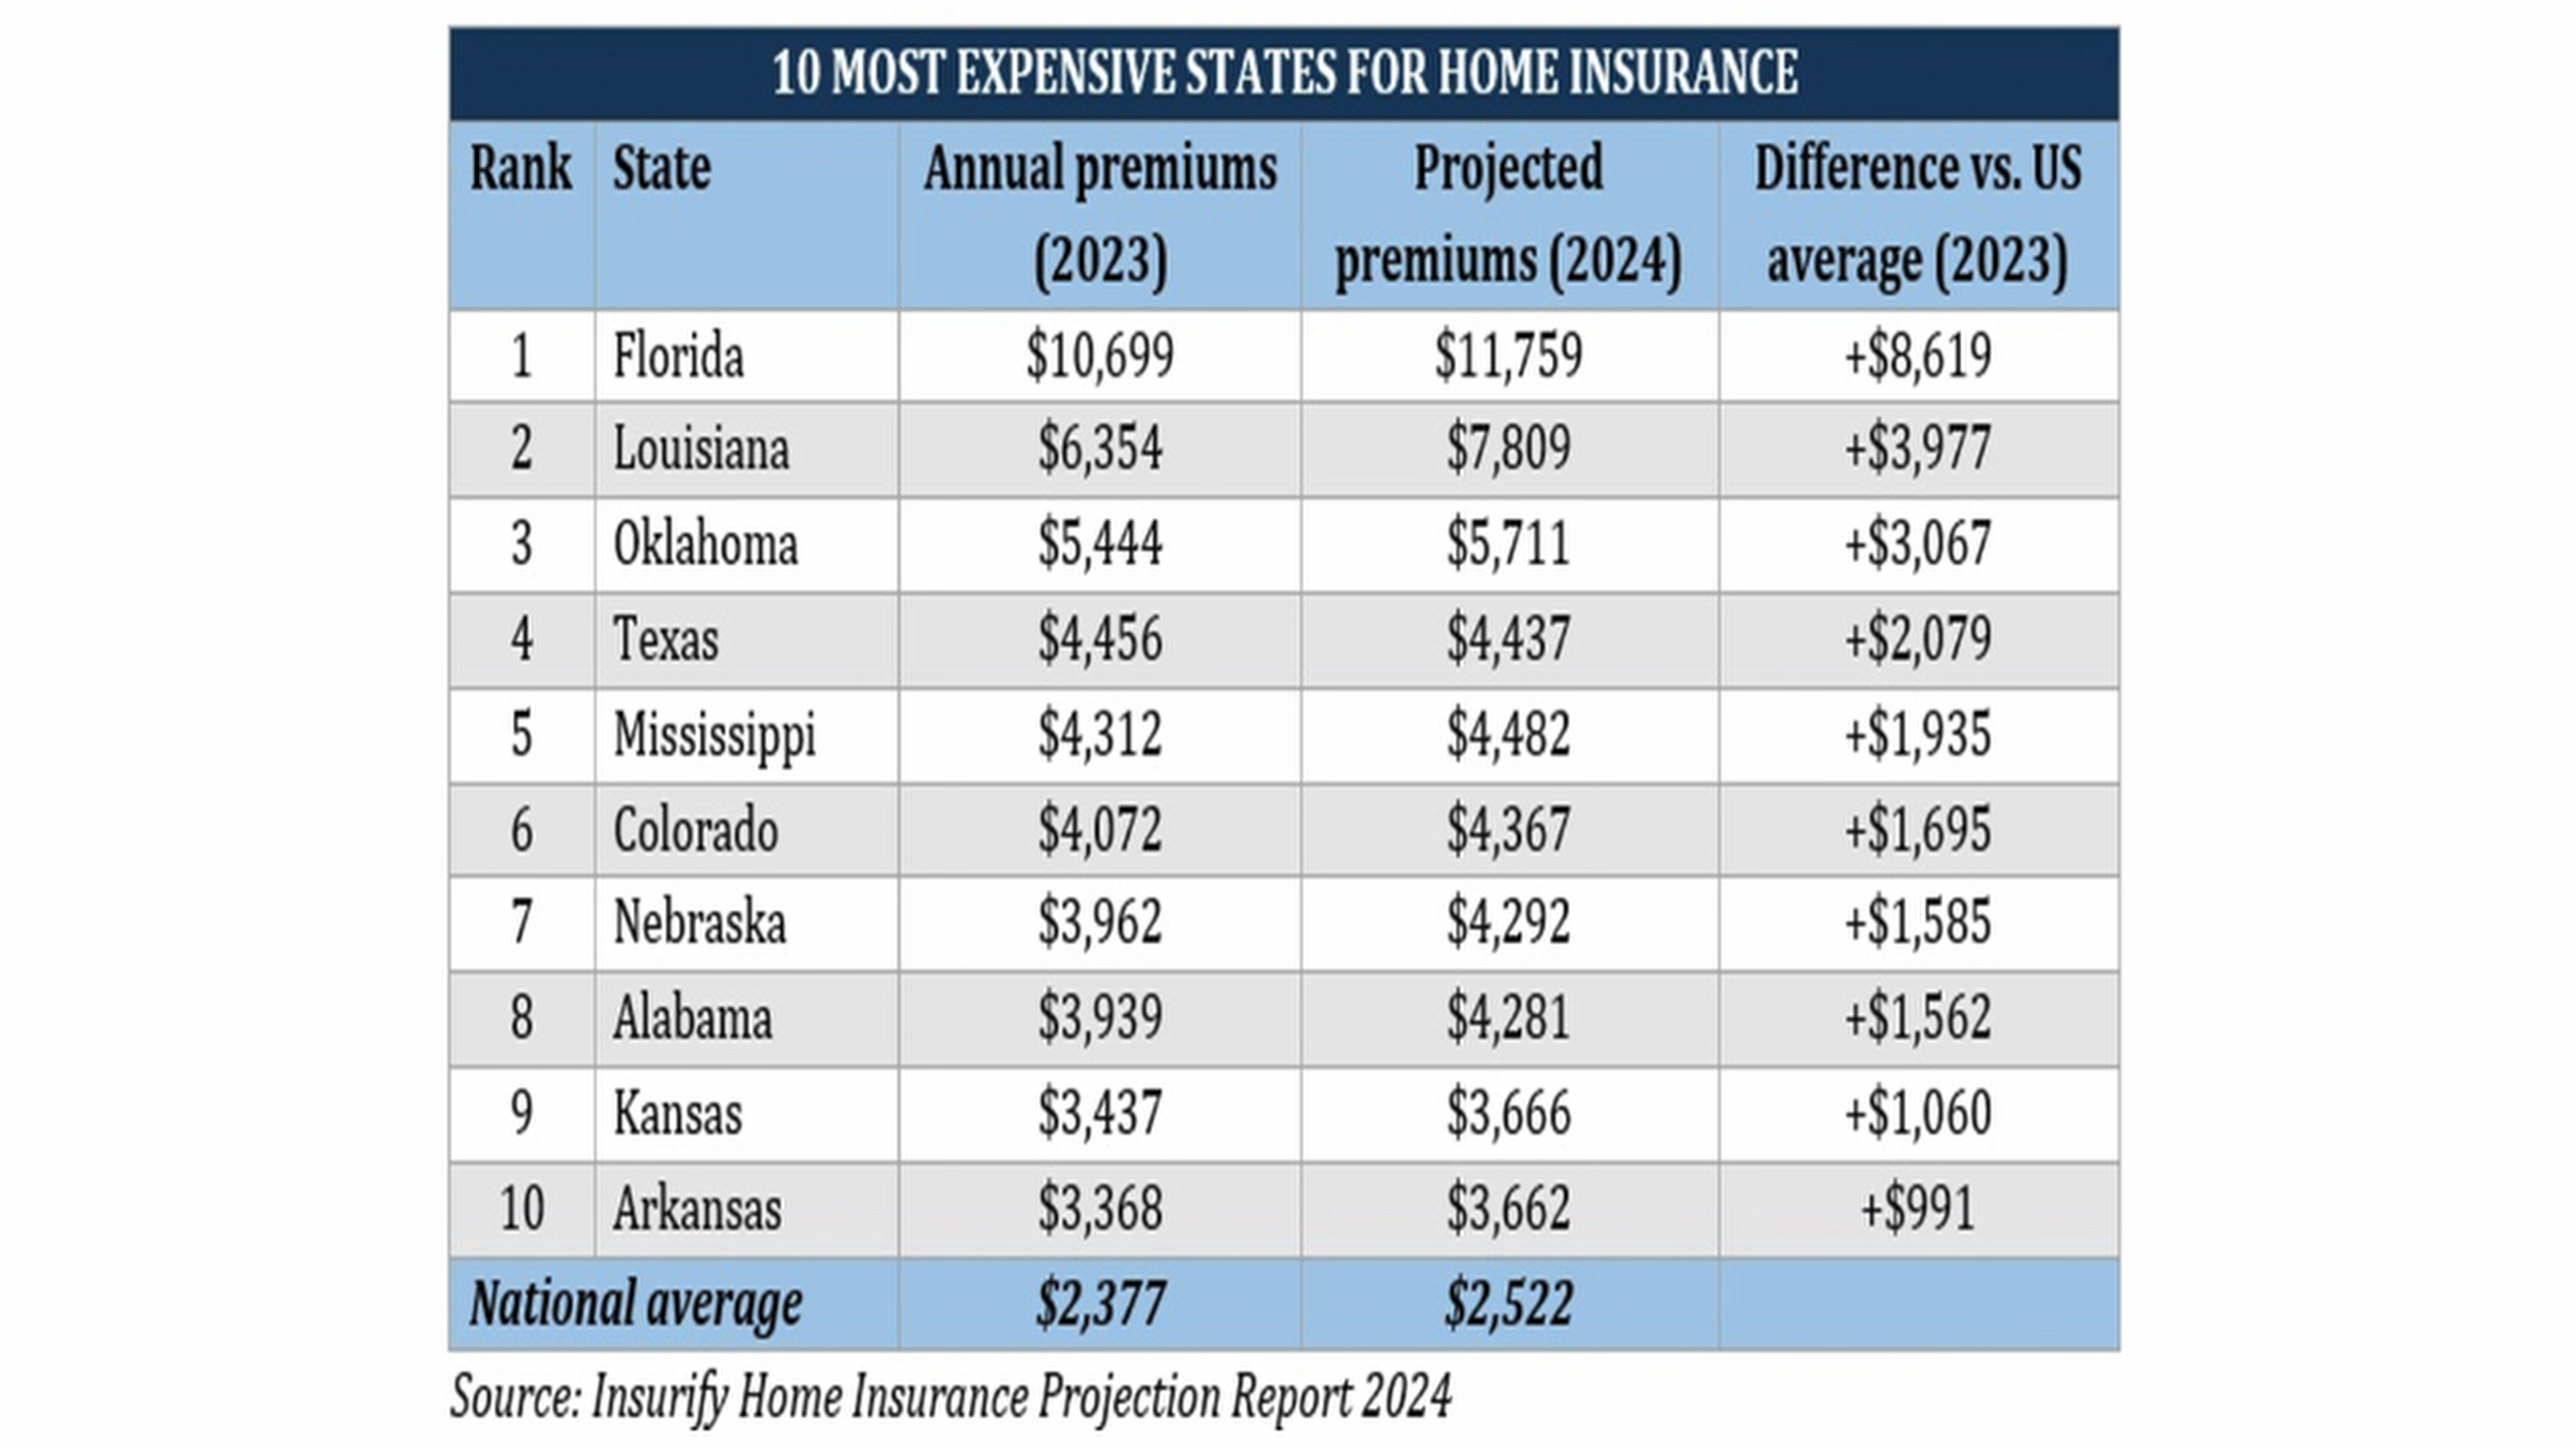 10 MOST EXPENSIVE STATES FOR HOME INSURANCE
Rank State Annual premiums (2023) Projected premiums (2024) Difference vs. US average (2023)
1 Florida $10,699 $11,759 +$8,619
2 Louisiana $6,354 $7,809 +$3,977
3 Oklahoma $5,444 $5,711 +$3,067
4 Texas $4,456 $4,437 +$2,079
5 Mississippi $4,312 $4,482 +$1,935
6 Colorado $4,072 $4,367 +$1,695
7 Nebraska $3,962 $4,292 +$1,585
8 Alabama $3,939 $4,281 +$1,562
9 Kansas $3,437 $3,666 +$1,060
10 Arkansas $3,368 $3,662 +$991
National average $2,377 $2,522
Source: Insurify Home Insurance Projection Report 2024